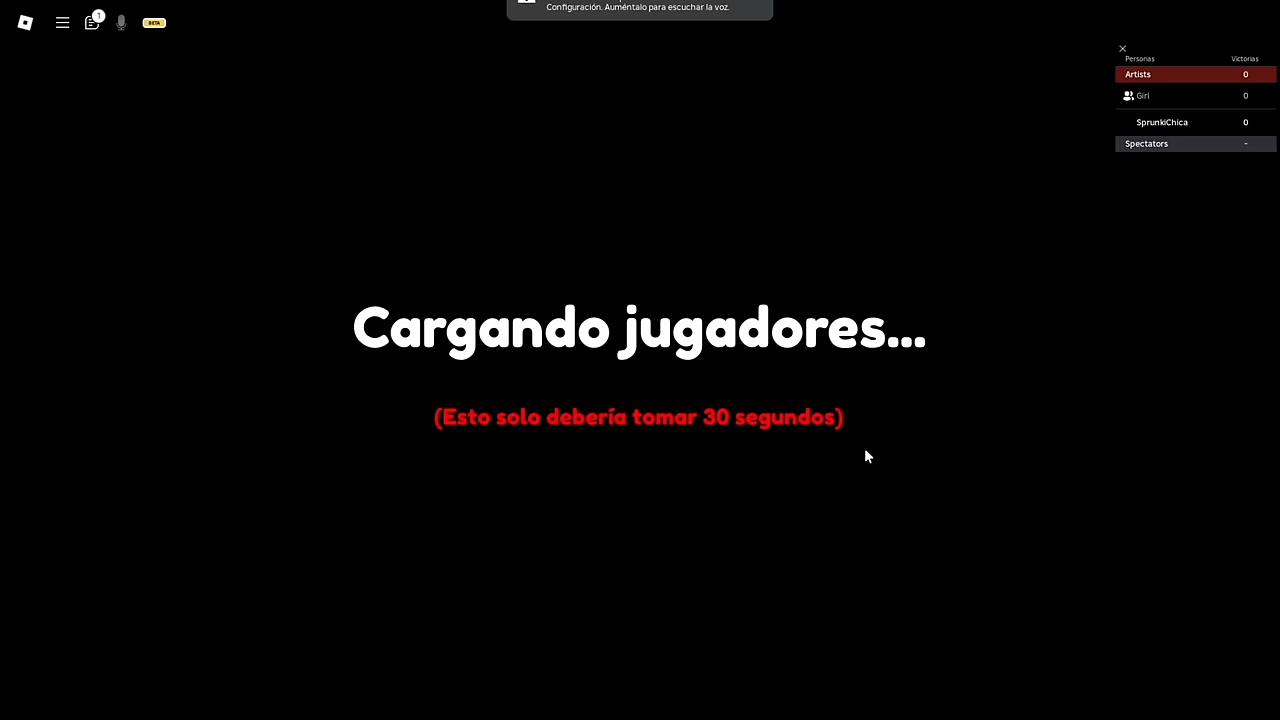 Configuración. Auméntalo para escuchar la voz.
1
BETA
Personas Victorias
Artists 0
Girl 0
SprunkiChica 0
Spectators -
Cargando jugadores...
(Esto solo debería tomar 30 segundos)